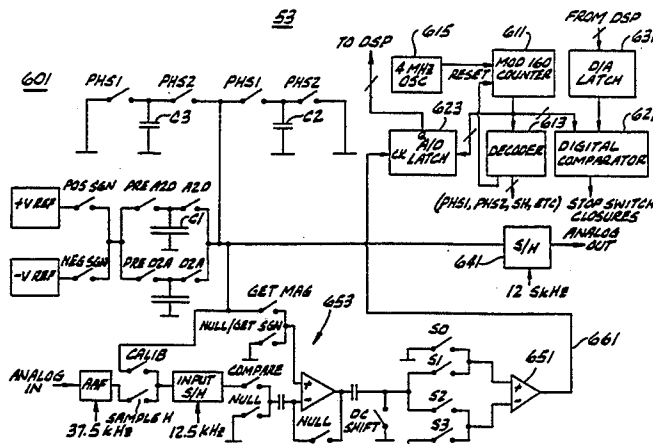 53
FROM DSP
615
611
631
TO DSP
601
PHS1
PHS2
PHS1
PHS2
4 MHZ
OSC
RESET
MOD 160
COUNTER
D/A
LATCH
623
C3
C2
613
CK
A/D
LATCH
DECODER
DIGITAL
COMPARATOR
+V REF
POS SGN
PRE A2D
A2D
(PHS1, PHS2, SH, ETC)
STOP SWITCH
CLOSURES
C1
-V REF
NEG SGN
PRE D2A
D2A
S/H
ANALOG
OUT
641
GET MAG
653
NULL/GET SGN
12.5kHz
S0
661
CALIB
COMPARE
S1
651
ANALOG
IN
AAF
INPUT
S/H
+
-
+
-
NULL
S2
SAMPLE H
NULL
DC
SHIFT
S3
37.5 kHz
12.5kHz